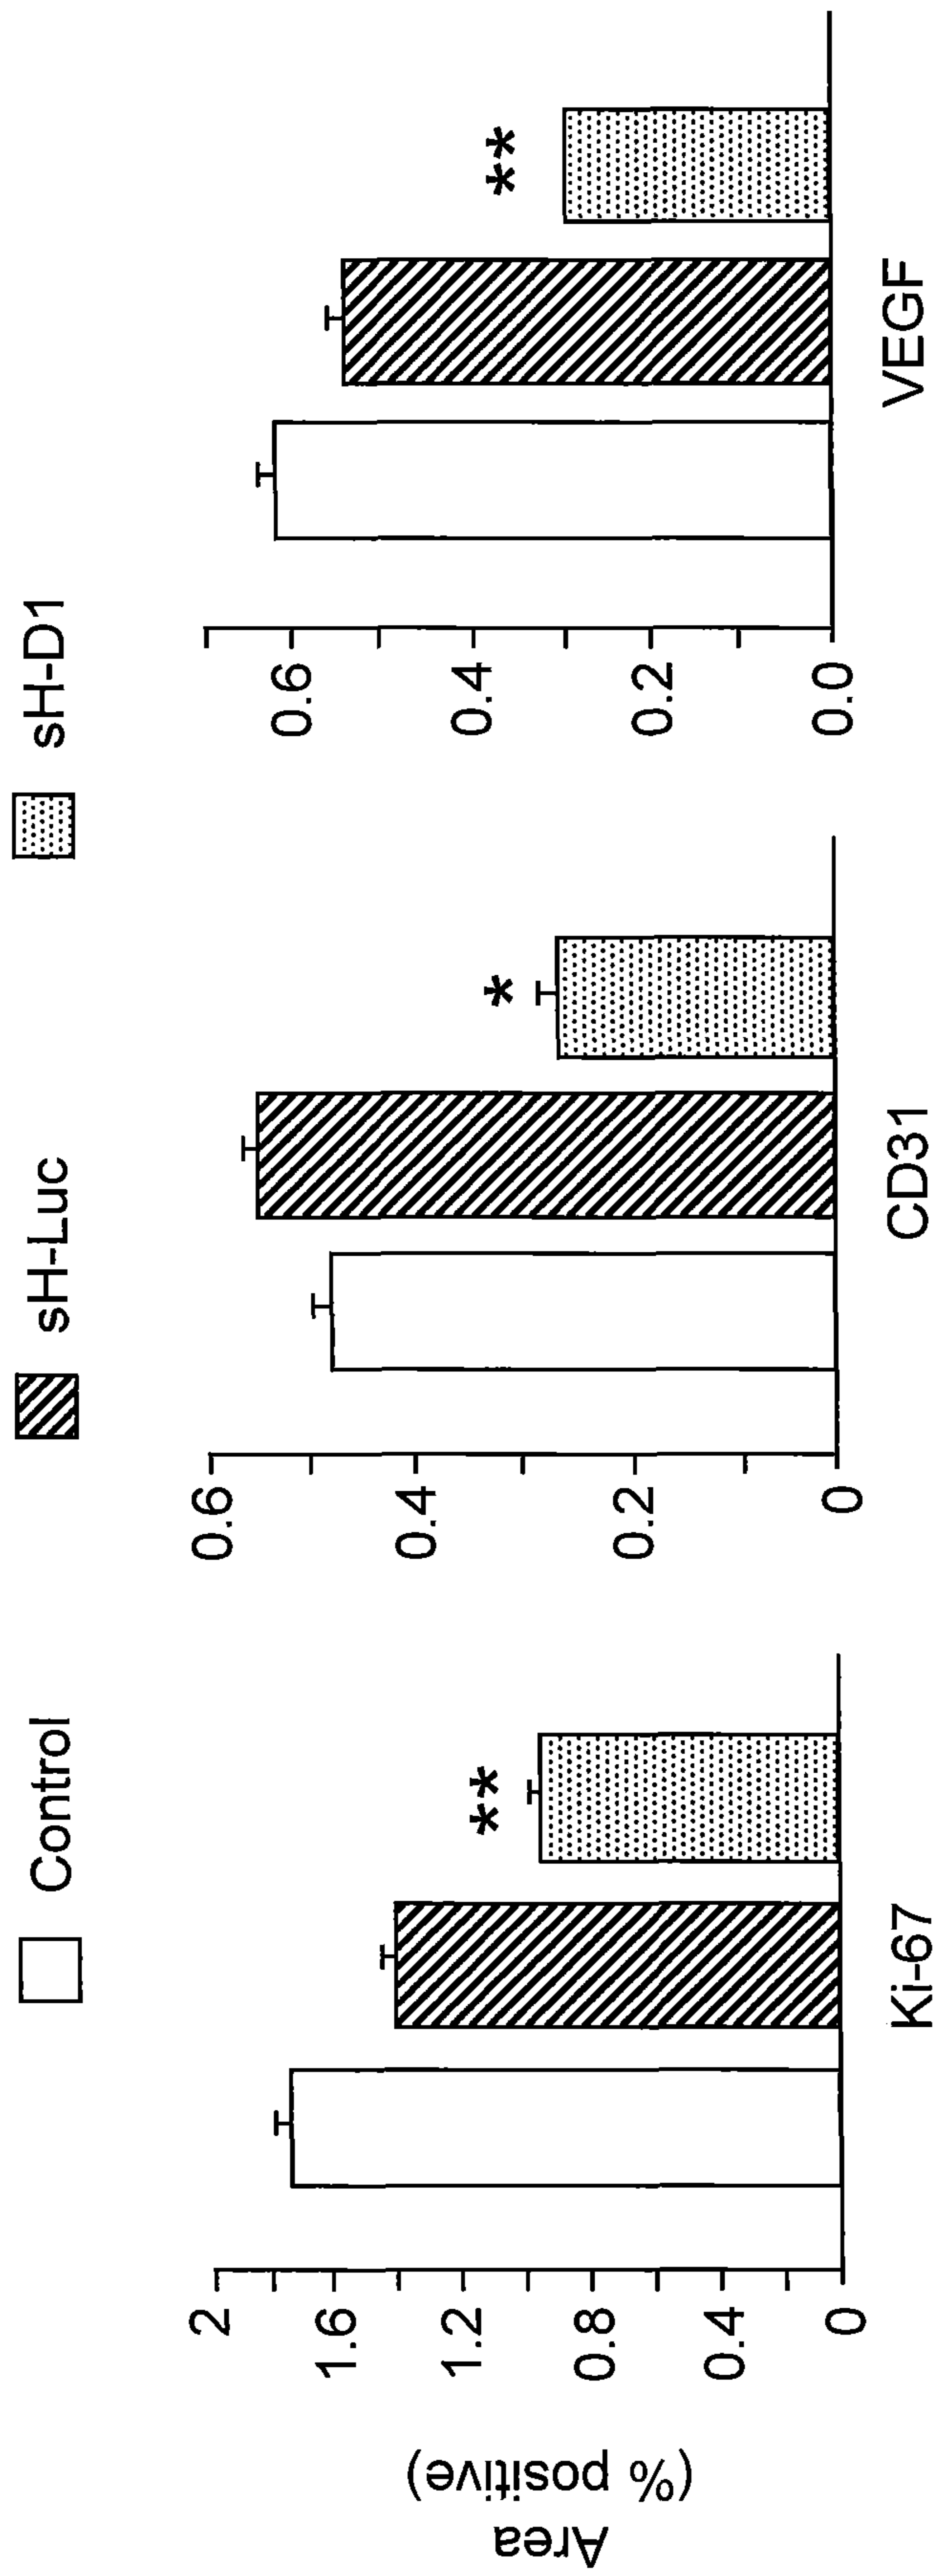 Control sH-Luc sH-D1
Area
(% positive)
2
1.6
1.2
0.8
0.4
0
**
Ki-67
0.6
0.4
0.2
0
*
CD31
0.6
0.4
0.2
0.0
**
VEGF